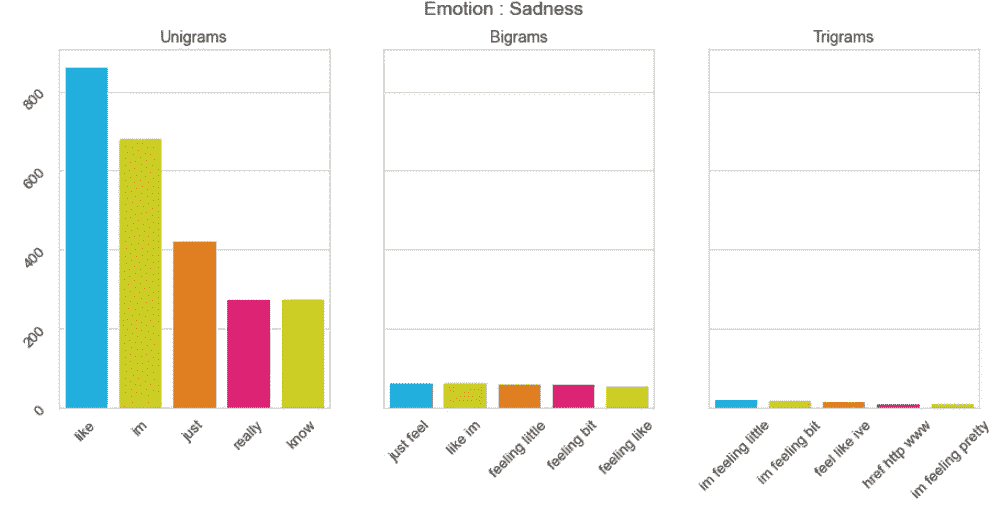 Emotion : Sadness
Unigrams
Bigrams
Trigrams
800
600
400
200
0
like
im
just
really
know
just feel
like im
feeling little
feeling bit
feeling like
im feeling little
im feeling bit
feel like ive
href http www
im feeling pretty